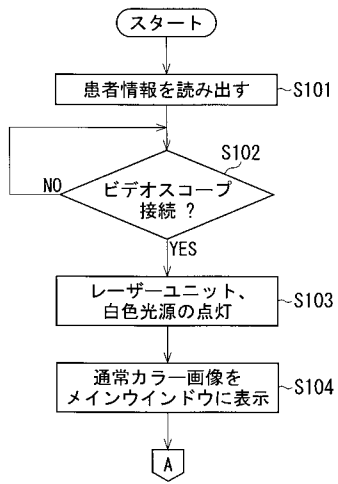 スタート
患者情報を読み出す
S101
S102
NO
ビデオスコープ
接続 ?
YES
レーザーユニット、
白色光源の点灯
S103
通常カラー画像を
メインウインドウに表示
S104
A